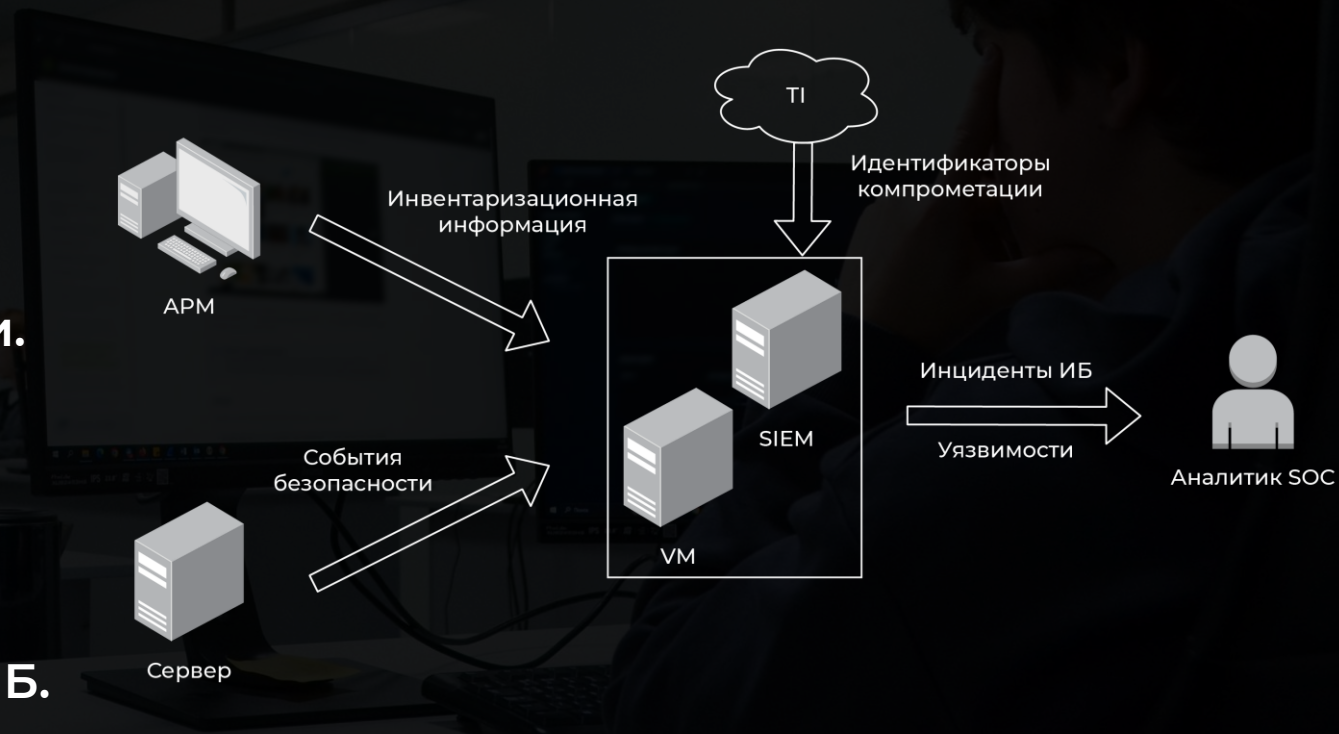 TI
Идентификаторы
компрометации
Инвентаризационная
информация
АРМ
и.
SIEM
VM
Инциденты ИБ
Уязвимости
Аналитик SOC
События
безопасности
Сервер
Б.